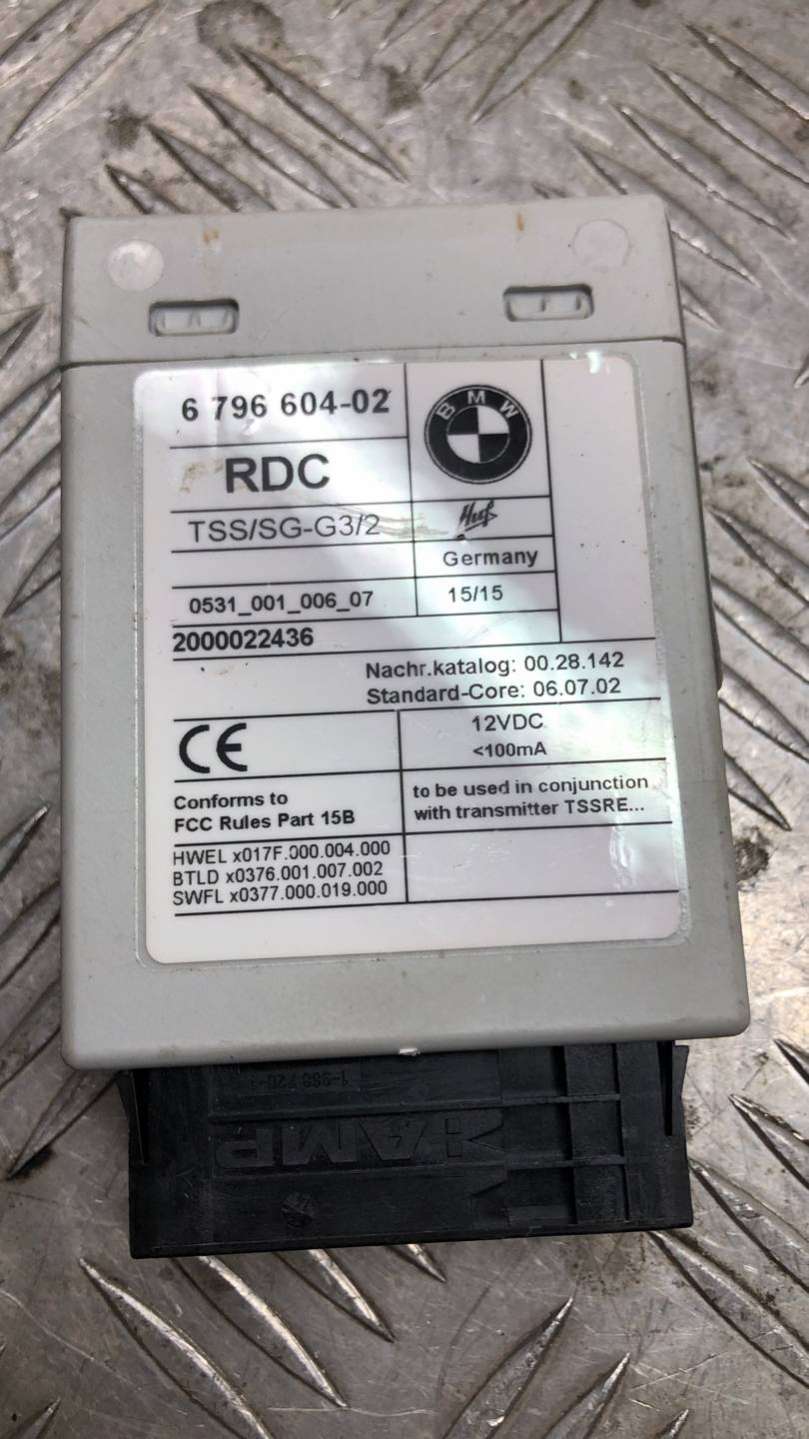 6 796 604-02
BMW
RDC
TSS/SG-G3/2
Huf
Germany
0531_001_006_07
15/15
2000022436
Nachr.katalog: 00.28.142
Standard-Core: 06.07.02
CE
12VDC
<100mA
Conforms to
FCC Rules Part 15B
to be used in conjunction
with transmitter TSSRE...
HWEL x017F.000.004.000
BTLD x0376.001.007.002
SWFL x0377.000.019.000
AMP